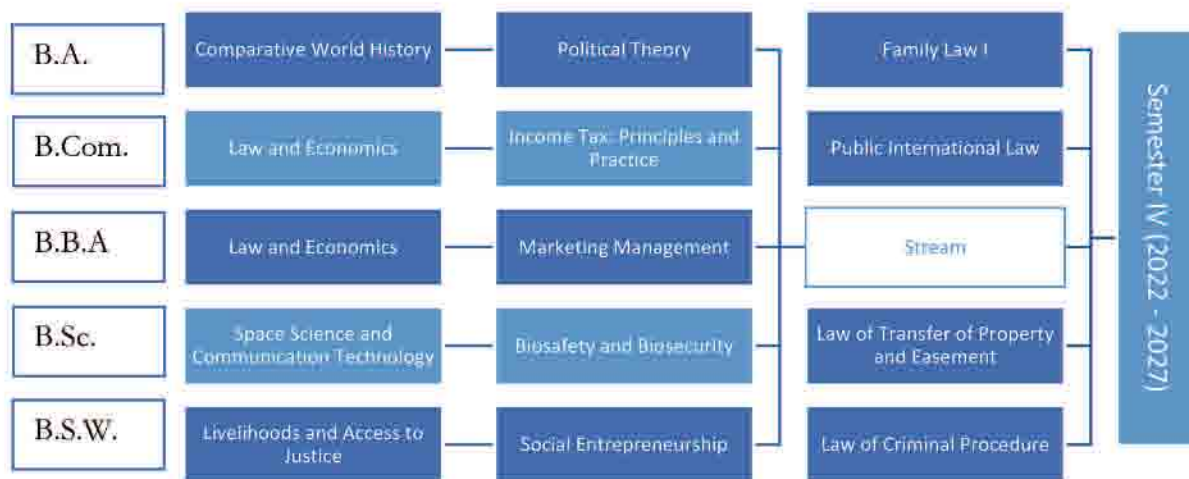 B.A.
Comparative World History
Political Theory
Family Law I
B.Com.
Law and Economics
Income Tax: Principles and
Practice
Public International Law
B.B.A
Law and Economics
Marketing Management
Stream
B.Sc.
Space Science and
Communication Technology
Biosafety and Biosecurity
Law of Transfer of Property
and Easement
B.S.W.
Livelihoods and Access to
Justice
Social Entrepreneurship
Law of Criminal Procedure
Semester IV (2022 - 2027)